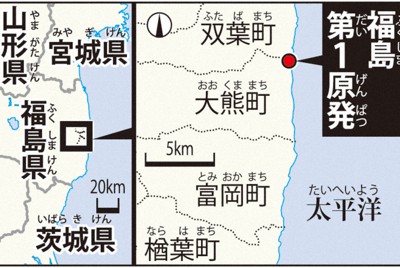 やま
がた
けん
山形県
みや ぎ けん
宮城県
ふく
しま
けん
福島県
20km
いばら き けん
茨城県
ふた ば まち
双葉町
おお くま まち
大熊町
5km
とみ おか まち
富岡町
なら は まち
楢葉町
ふく しま
福島
だい げん ぱつ
第1原発
たいへいよう
太平洋